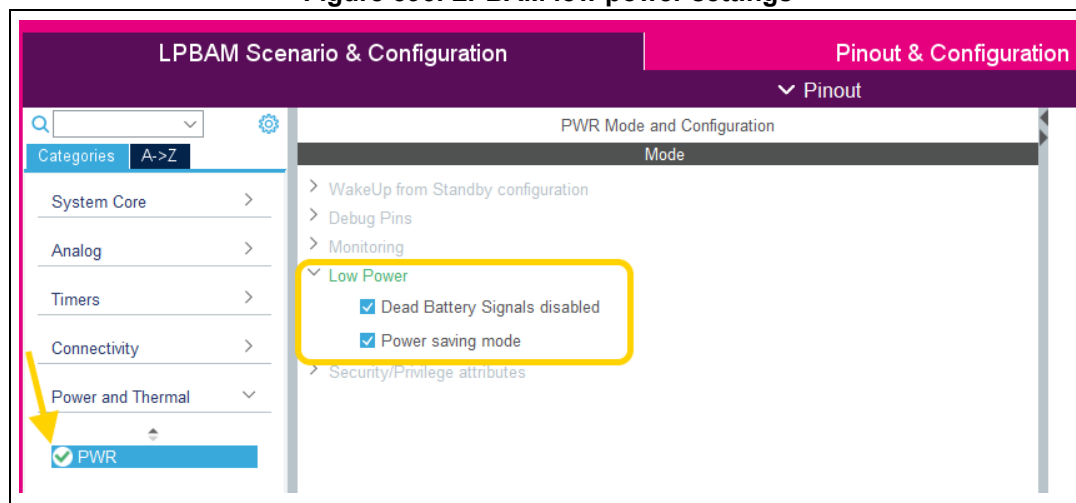 LPBAM Scenario & Configuration
Pinout & Configuration
Pinout
PWR Mode and Configuration
Categories A->Z
Mode
System Core
WakeUp from Standby configuration
Debug Pins
Analog
Monitoring
Low Power
Timers
Dead Battery Signals disabled
Connectivity
Power saving mode
Security/Privilege attributes
Power and Thermal
PWR